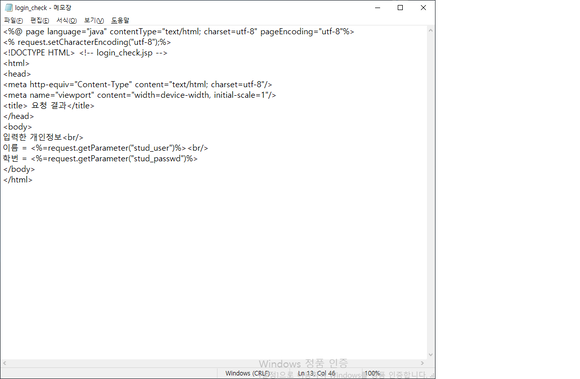 login_check - 메모장
파일(F) 편집(E) 서식(O) 보기(V) 도움말
<%@ page language="java" contentType="text/html; charset=utf-8" pageEncoding="utf-8"%>
<% request.setCharacterEncoding("utf-8");%>
<!DOCTYPE HTML> <!-- login_check.jsp -->
<html>
<head>
<meta http-equiv="Content-Type" content="text/html; charset=utf-8"/>
<meta name="viewport" content="width=device-width, initial-scale=1"/>
<title> 요청 결과</title>
</head>
<body>
입력한 개인정보<br/>
이름 = <%=request.getParameter("stud_user")%><br/>
학번 = <%=request.getParameter("stud_passwd")%>
</body>
</html>
Windows 정품 인증
Windows (CRLF) Ln 13, Col 46 100%
Windows를 정품 인증합니다.